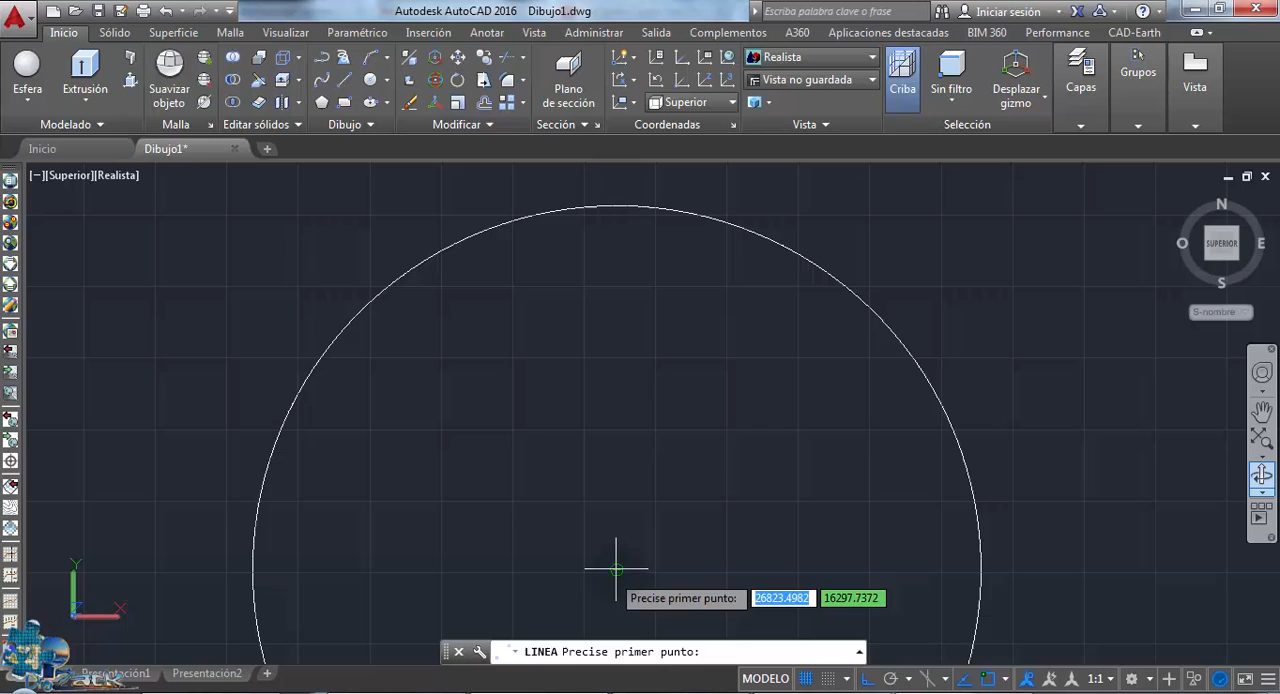 Autodesk AutoCAD 2016 Dibujo1.dwg
Escriba palabra clave o frase
Iniciar sesión
Inicio Sólido Superficie Malla Visualizar Paramétrico Inserción Anotar Vista Administrar Salida Complementos A360 Aplicaciones destacadas BIM 360 Performance CAD-Earth
Realista
Vista no guardada
Superior
Esfera Extrusión Suavizar objeto Plano de sección Criba Sin filtro Desplazar gizmo Capas Grupos Vista
Modelado Malla Editar sólidos Dibujo Modificar Sección Coordenadas Vista Selección
Inicio Dibujo1*
[−][Superior][Realista]
N
O SUPERIOR E
S
S-nombre
Y
Z X
Precise primer punto: 26823.4982 16297.7372
LINEA Precise primer punto:
Presentación1 Presentación2
MODELO 1:1